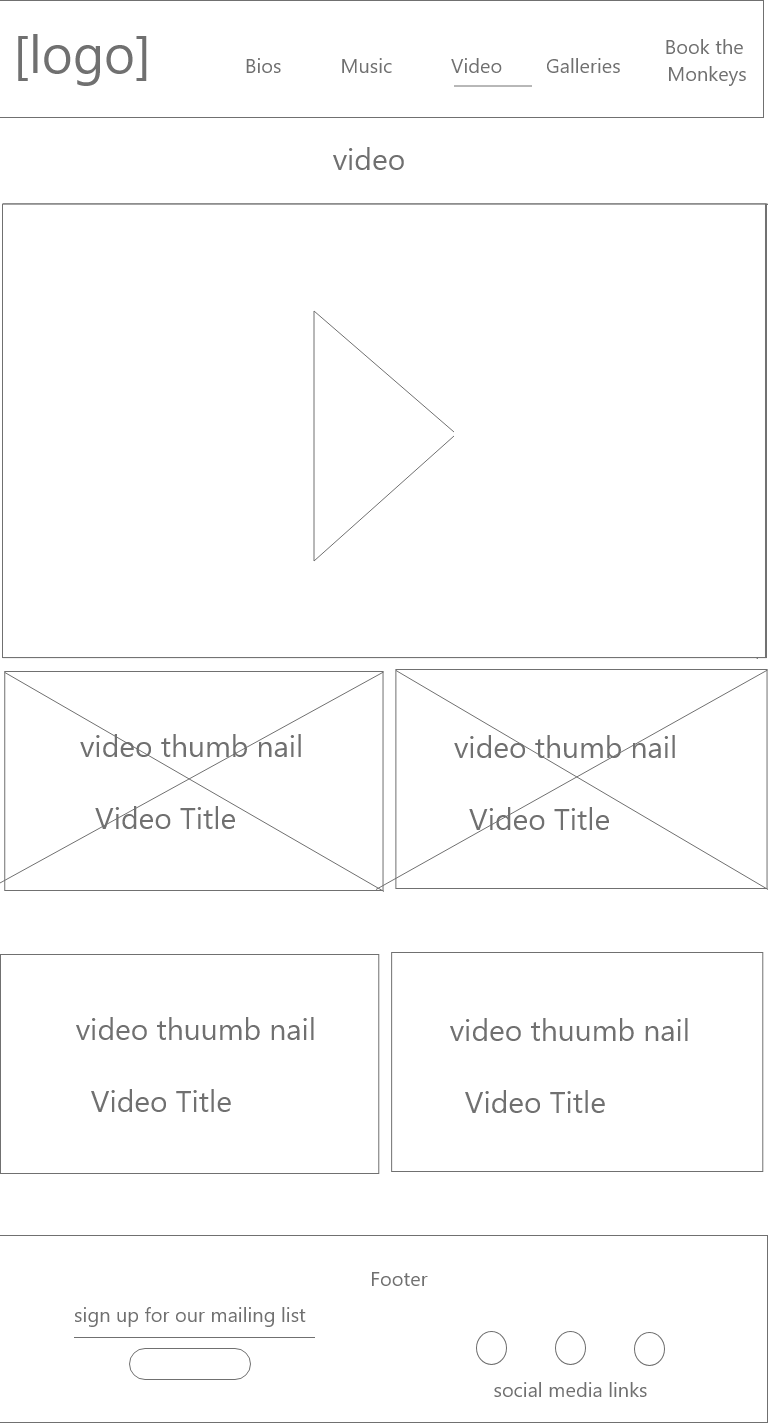 [logo]
Bios
Music
Video
Galleries
Book the
Monkeys
video
video thumb nail
Video Title
video thumb nail
Video Title
video thuumb nail
Video Title
video thuumb nail
Video Title
Footer
sign up for our mailing list
social media links